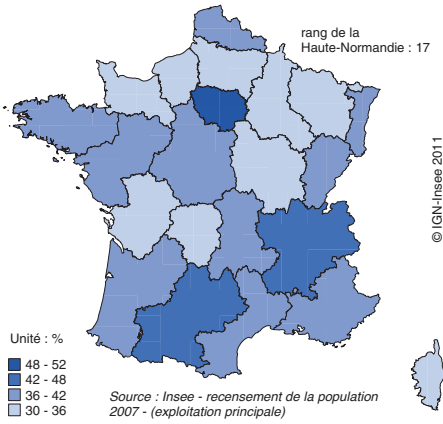 rang de la
Haute-Normandie : 17
© IGN-Insee 2011
Unité : %
48 - 52
42 - 48
36 - 42
30 - 36
Source : Insee - recensement de la population
2007 - (exploitation principale)